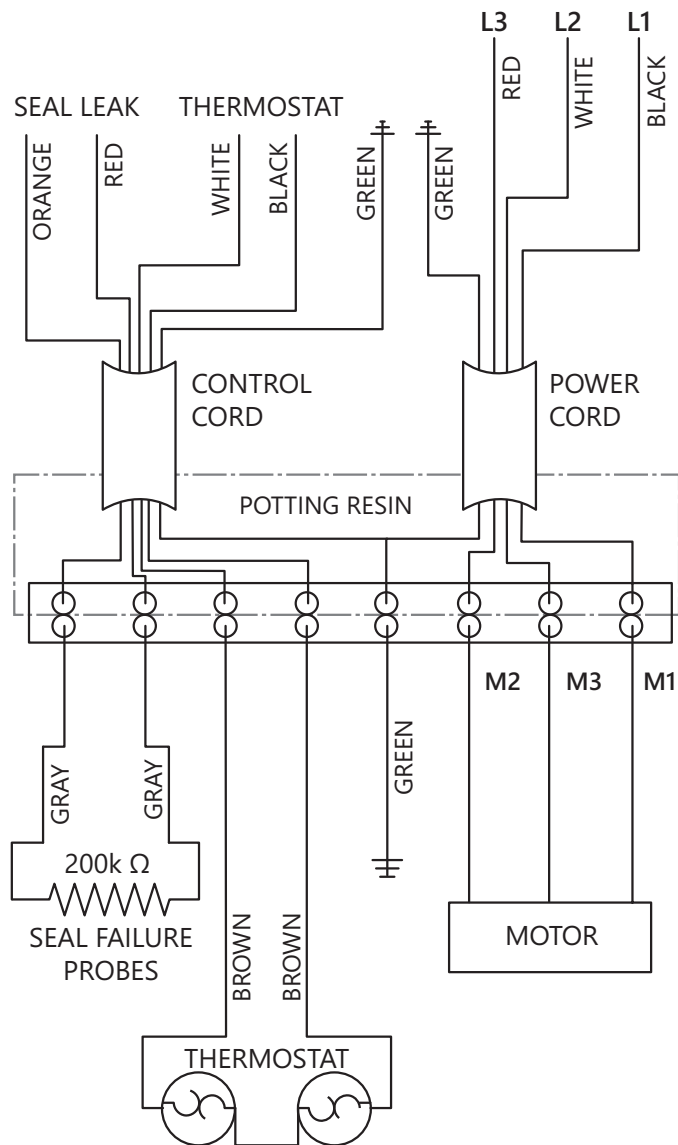 L3 L2 L1
RED
WHITE
BLACK
SEAL LEAK THERMOSTAT
ORANGE
RED
WHITE
BLACK
GREEN
GREEN
CONTROL
CORD
POWER
CORD
POTTING RESIN
M2 M3 M1
GRAY
GRAY
GREEN
200k Ω
SEAL FAILURE
PROBES
BROWN
BROWN
MOTOR
THERMOSTAT